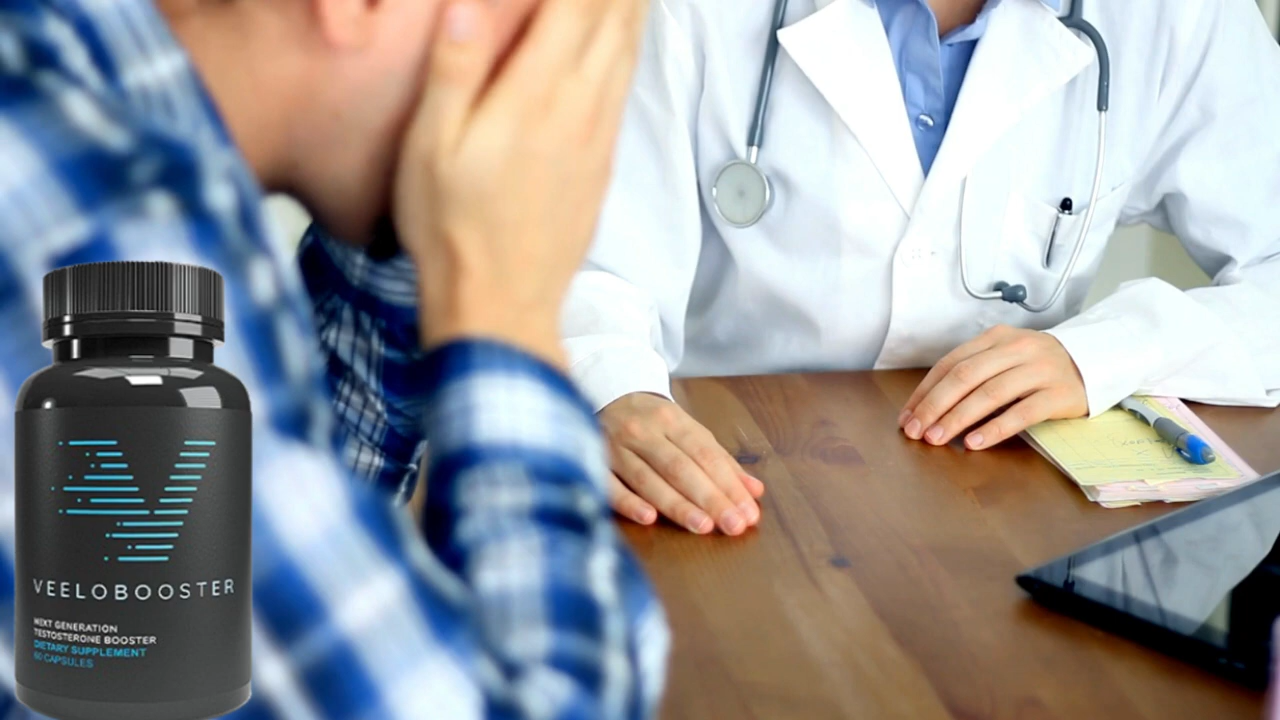 VEELOBOOSTER
NEXT GENERATION
TESTOSTERONE BOOSTER
DIETARY SUPPLEMENT
60 CAPSULES